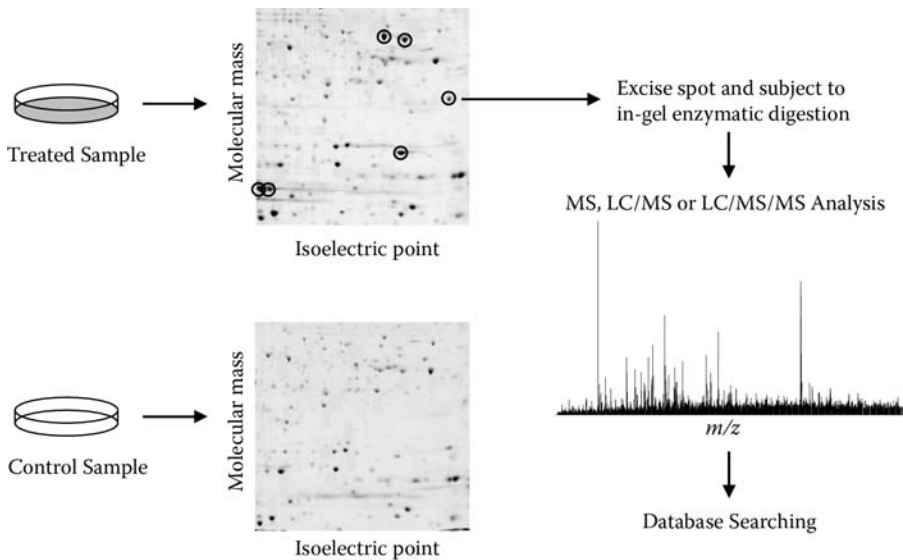 Treated Sample
Molecular mass
Isoelectric point
Excise spot and subject to
in-gel enzymatic digestion
MS, LC/MS or LC/MS/MS Analysis
m/z
Database Searching
Control Sample
Molecular mass
Isoelectric point